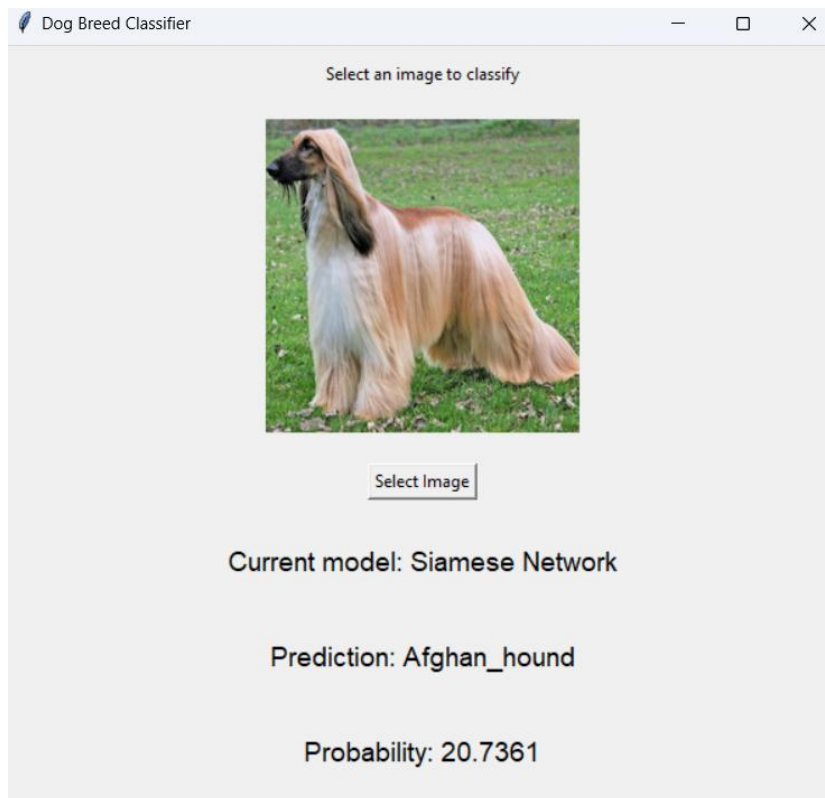 Dog Breed Classifier
Select an image to classify
Select Image
Current model: Siamese Network
Prediction: Afghan_hound
Probability: 20.7361